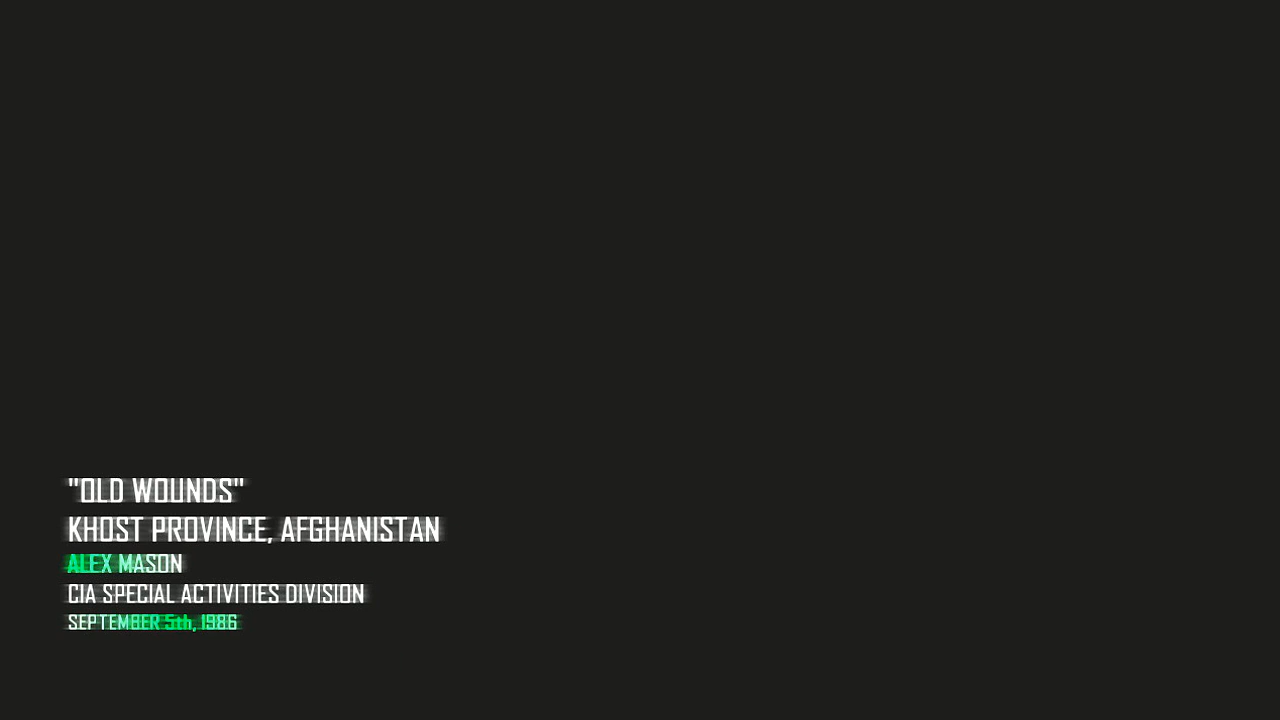 "OLD WOUNDS"
KHOST PROVINCE, AFGHANISTAN
ALEX MASON
CIA SPECIAL ACTIVITIES DIVISION
SEPTEMBER 5th, 1986